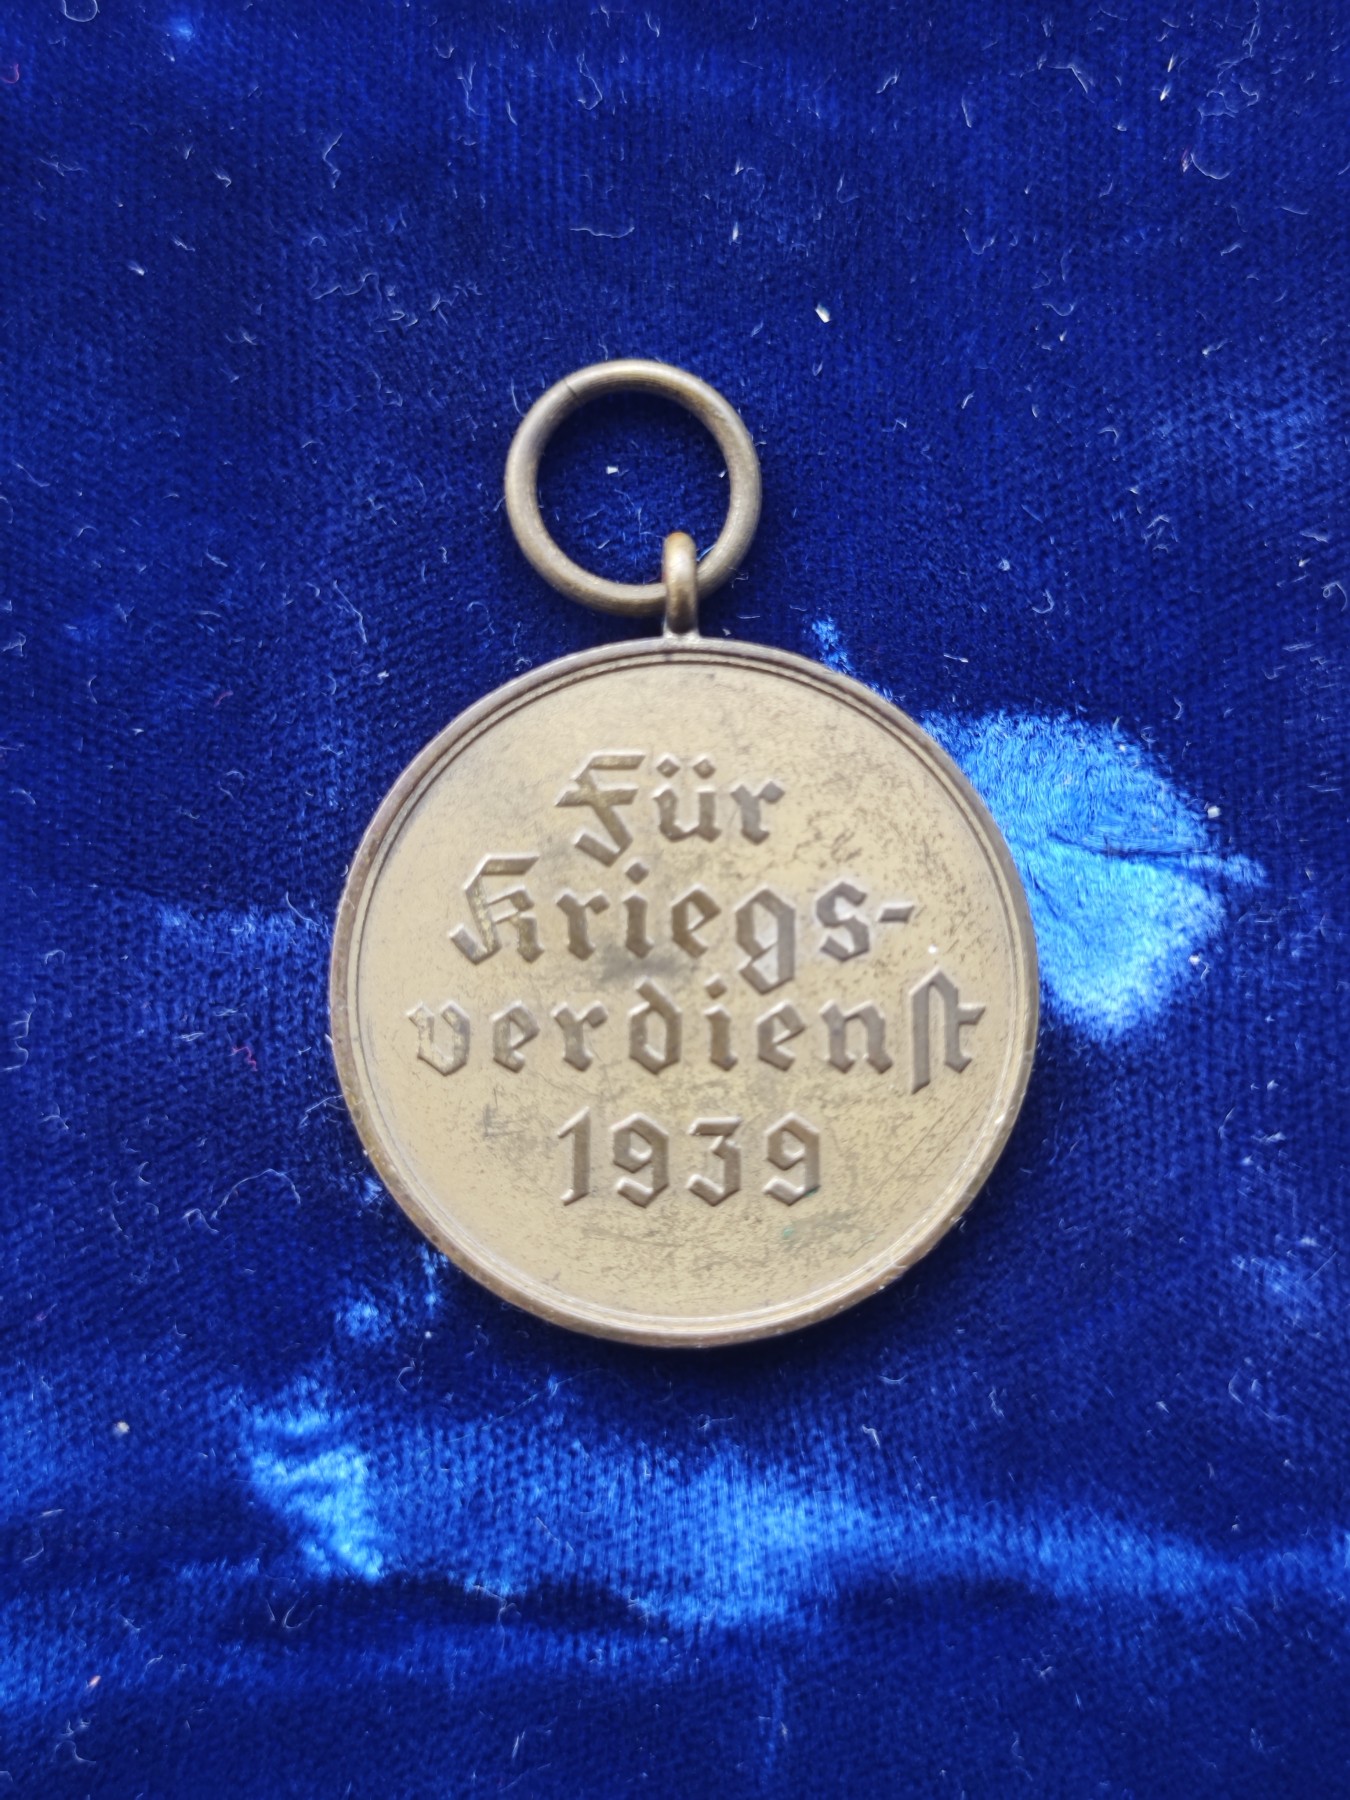 Für
Kriegs-
verdienst
1939